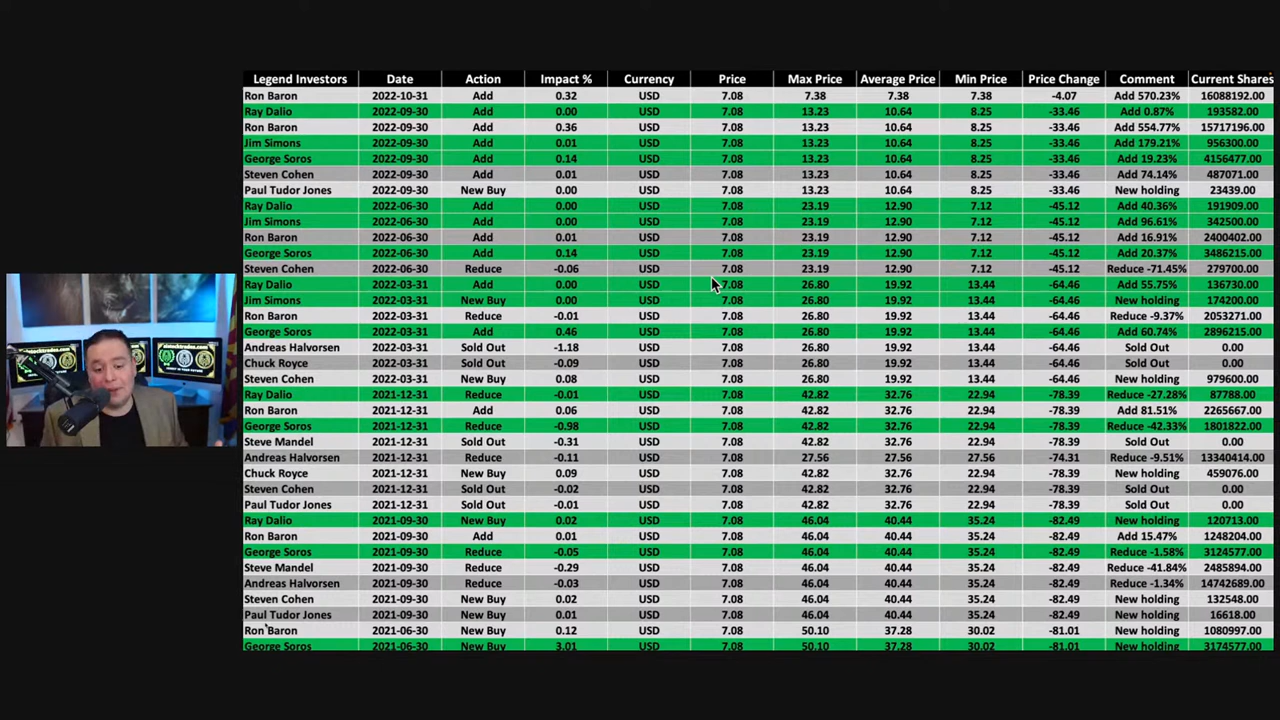 Legend Investors Date Action Impact % Currency Price Max Price Average Price Min Price Price Change Comment Current Shares
Ron Baron 2022-10-31 Add 0.32 USD 7.08 7.38 7.38 7.38 -4.07 Add 570.23% 16088192.00
Ray Dalio 2022-09-30 Add 0.00 USD 7.08 13.23 10.64 8.25 -33.46 Add 0.87% 193582.00
Ron Baron 2022-09-30 Add 0.36 USD 7.08 13.23 10.64 8.25 -33.46 Add 554.77% 15717196.00
Jim Simons 2022-09-30 Add 0.01 USD 7.08 13.23 10.64 8.25 -33.46 Add 179.21% 956300.00
George Soros 2022-09-30 Add 0.14 USD 7.08 13.23 10.64 8.25 -33.46 Add 19.23% 4156477.00
Steven Cohen 2022-09-30 Add 0.01 USD 7.08 13.23 10.64 8.25 -33.46 Add 74.14% 487071.00
Paul Tudor Jones 2022-09-30 New Buy 0.00 USD 7.08 13.23 10.64 8.25 -33.46 New holding 23439.00
Ray Dalio 2022-06-30 Add 0.00 USD 7.08 23.19 12.90 7.12 -45.12 Add 40.36% 191909.00
Jim Simons 2022-06-30 Add 0.00 USD 7.08 23.19 12.90 7.12 -45.12 Add 96.61% 342500.00
Ron Baron 2022-06-30 Add 0.01 USD 7.08 23.19 12.90 7.12 -45.12 Add 16.91% 2400402.00
George Soros 2022-06-30 Add 0.14 USD 7.08 23.19 12.90 7.12 -45.12 Add 20.37% 3486215.00
Steven Cohen 2022-06-30 Reduce -0.06 USD 7.08 23.19 12.90 7.12 -45.12 Reduce -71.45% 279700.00
Ray Dalio 2022-03-31 Add 0.00 USD 7.08 26.80 19.92 13.44 -64.46 Add 55.75% 136730.00
Jim Simons 2022-03-31 New Buy 0.00 USD 7.08 26.80 19.92 13.44 -64.46 New holding 174200.00
Ron Baron 2022-03-31 Reduce -0.01 USD 7.08 26.80 19.92 13.44 -64.46 Reduce -9.37% 2053271.00
George Soros 2022-03-31 Add 0.46 USD 7.08 26.80 19.92 13.44 -64.46 Add 60.74% 2896215.00
Andreas Halvorsen 2022-03-31 Sold Out -1.18 USD 7.08 26.80 19.92 13.44 -64.46 Sold Out 0.00
Chuck Royce 2022-03-31 Sold Out -0.09 USD 7.08 26.80 19.92 13.44 -64.46 Sold Out 0.00
Steven Cohen 2022-03-31 New Buy 0.08 USD 7.08 26.80 19.92 13.44 -64.46 New holding 979600.00
Ray Dalio 2021-12-31 Reduce -0.01 USD 7.08 42.82 32.76 22.94 -78.39 Reduce -27.28% 87788.00
Ron Baron 2021-12-31 Add 0.06 USD 7.08 42.82 32.76 22.94 -78.39 Add 81.51% 2265667.00
George Soros 2021-12-31 Reduce -0.98 USD 7.08 42.82 32.76 22.94 -78.39 Reduce -42.33% 1801822.00
Steve Mandel 2021-12-31 Sold Out -0.31 USD 7.08 42.82 32.76 22.94 -78.39 Sold Out 0.00
Andreas Halvorsen 2021-12-31 Reduce -0.11 USD 7.08 27.56 27.56 27.56 -74.31 Reduce -9.51% 13340414.00
Chuck Royce 2021-12-31 New Buy 0.09 USD 7.08 42.82 32.76 22.94 -78.39 New holding 459076.00
Steven Cohen 2021-12-31 Sold Out -0.02 USD 7.08 42.82 32.76 22.94 -78.39 Sold Out 0.00
Paul Tudor Jones 2021-12-31 Sold Out -0.01 USD 7.08 42.82 32.76 22.94 -78.39 Sold Out 0.00
Ray Dalio 2021-09-30 New Buy 0.02 USD 7.08 46.04 40.44 35.24 -82.49 New holding 120713.00
Ron Baron 2021-09-30 Add 0.01 USD 7.08 46.04 40.44 35.24 -82.49 Add 15.47% 1248204.00
George Soros 2021-09-30 Reduce -0.05 USD 7.08 46.04 40.44 35.24 -82.49 Reduce -1.58% 3124577.00
Steve Mandel 2021-09-30 Reduce -0.29 USD 7.08 46.04 40.44 35.24 -82.49 Reduce -41.84% 2485894.00
Andreas Halvorsen 2021-09-30 Reduce -0.03 USD 7.08 46.04 40.44 35.24 -82.49 Reduce -1.34% 14742689.00
Steven Cohen 2021-09-30 New Buy 0.02 USD 7.08 46.04 40.44 35.24 -82.49 New holding 132548.00
Paul Tudor Jones 2021-09-30 New Buy 0.01 USD 7.08 46.04 40.44 35.24 -82.49 New holding 16618.00
Ron Baron 2021-06-30 New Buy 0.12 USD 7.08 50.10 37.28 30.02 -81.01 New holding 1080997.00
George Soros 2021-06-30 New Buy 3.01 USD 7.08 50.10 37.28 30.02 -81.01 New holding 3174577.00